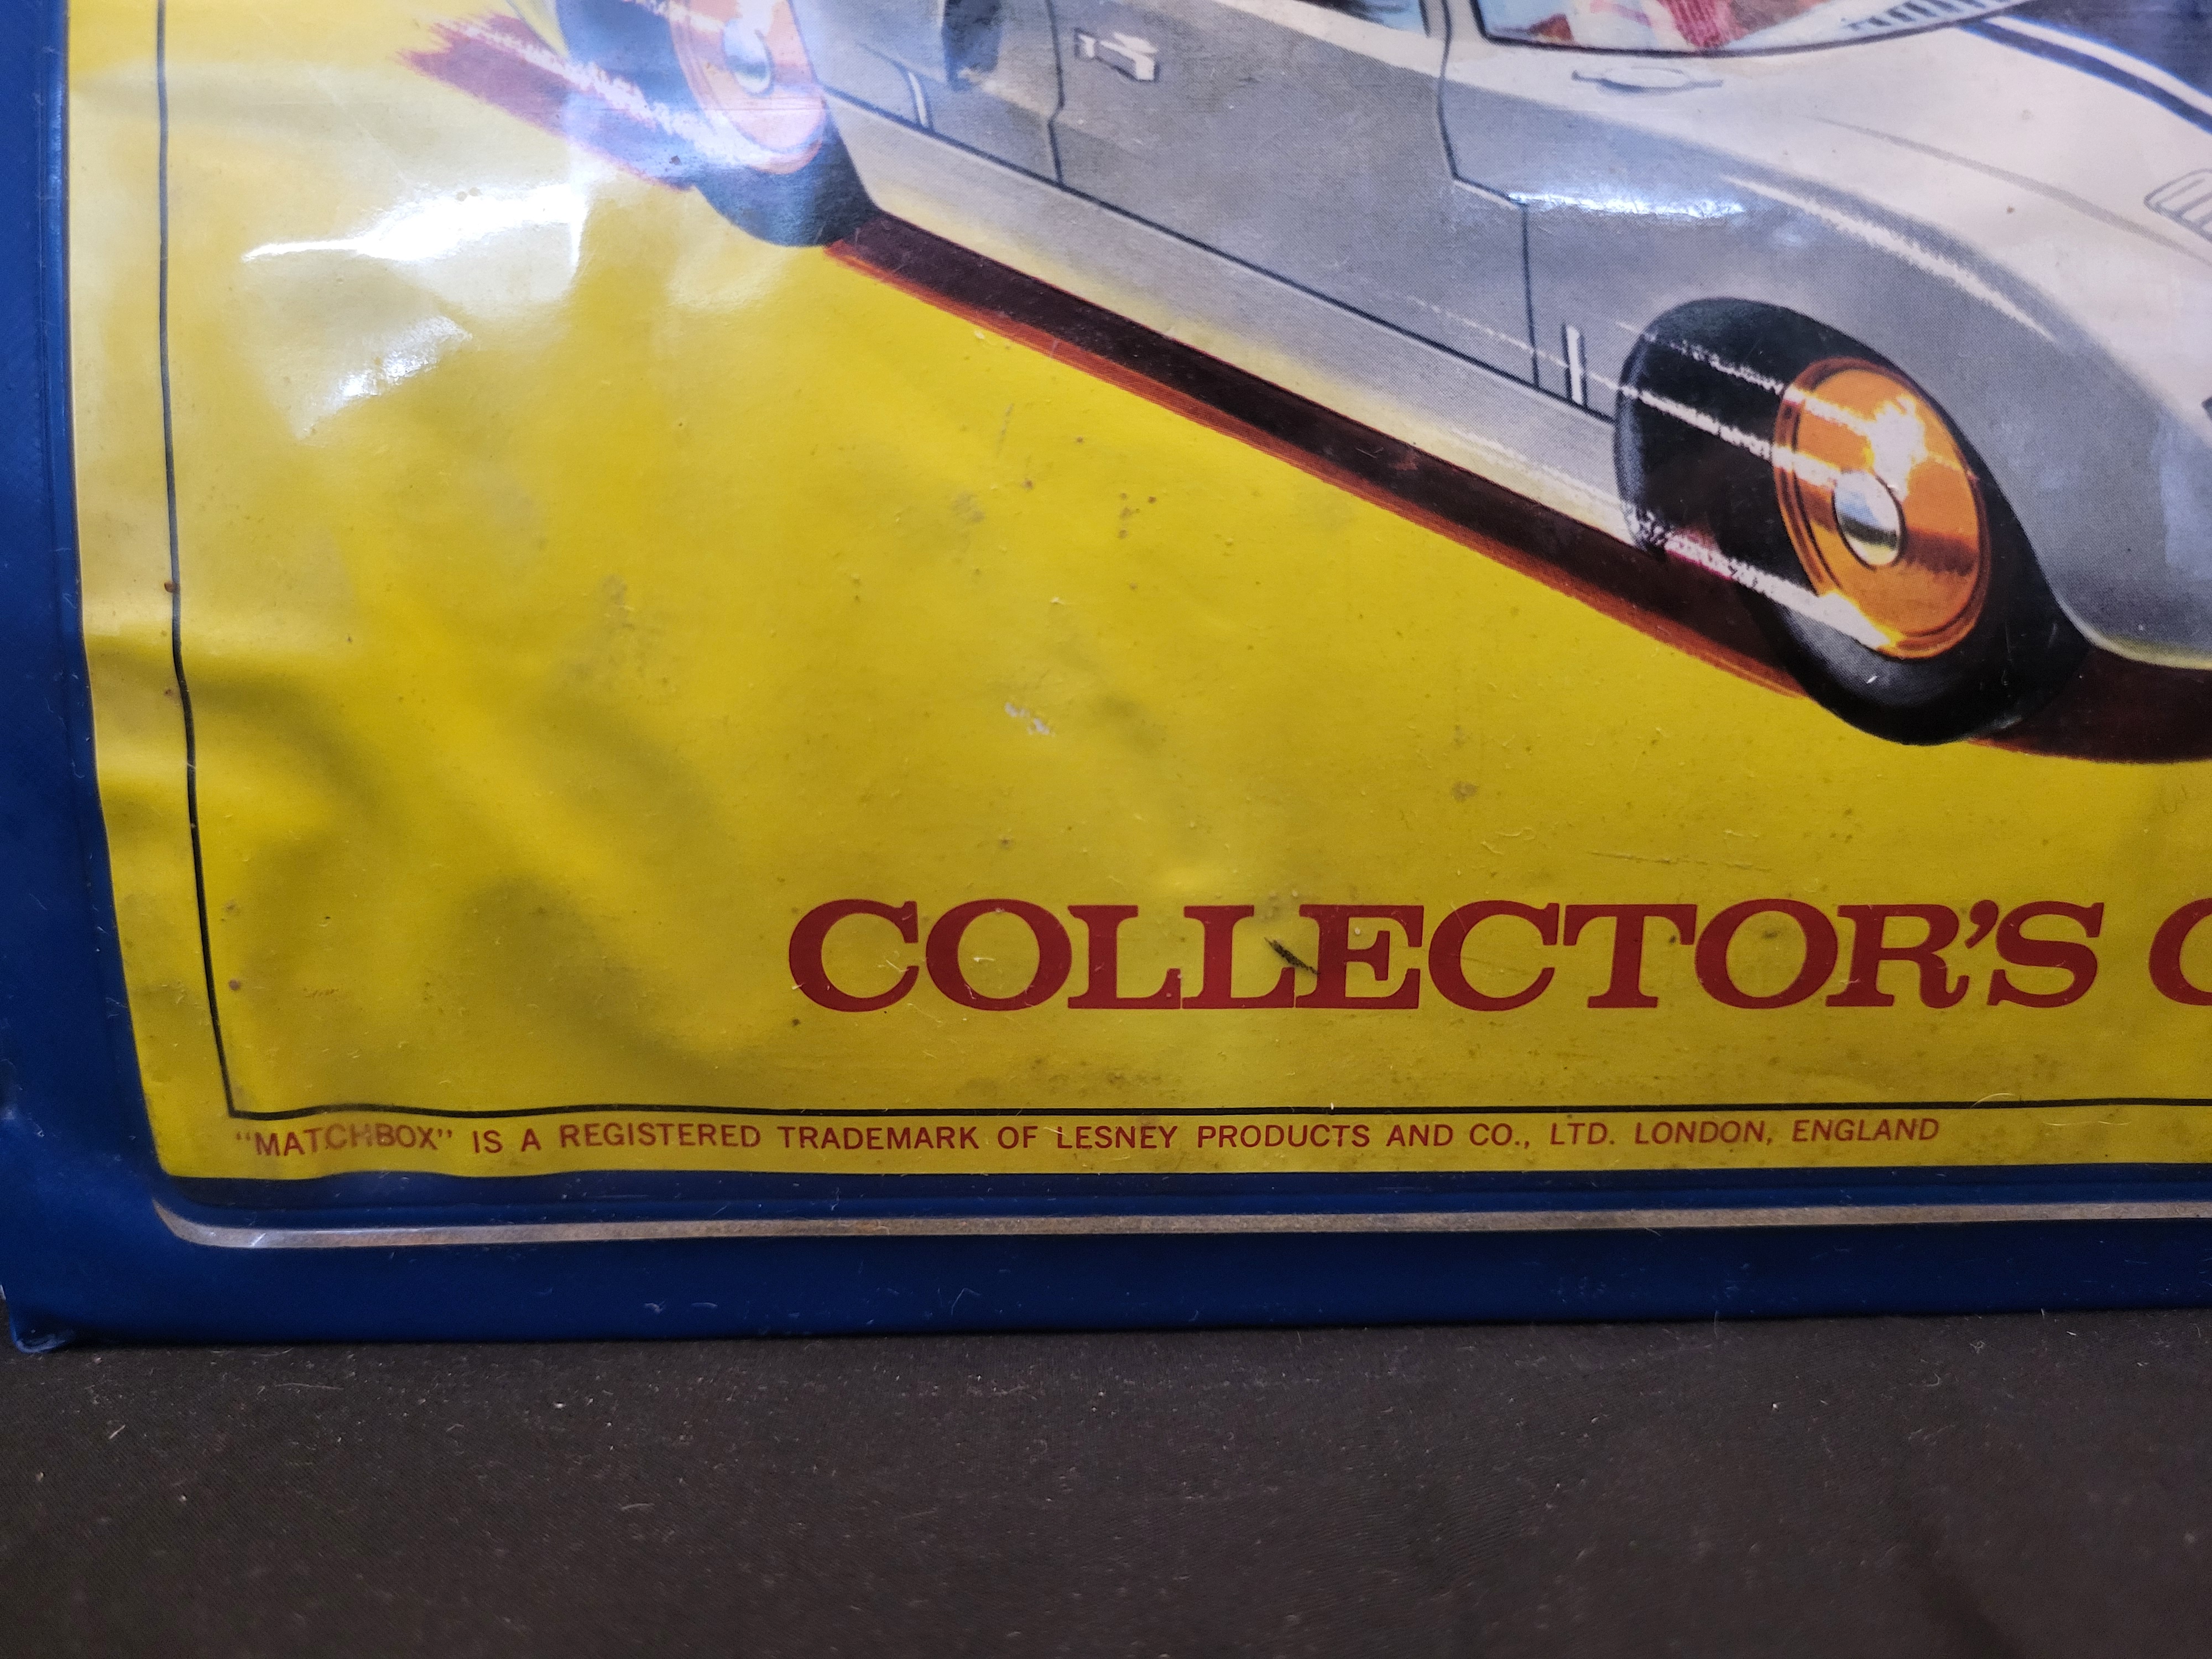 COLLECTOR'S
"MATCHBOX" IS A REGISTERED TRADEMARK OF LESNEY PRODUCTS AND CO., LTD. LONDON, ENGLAND